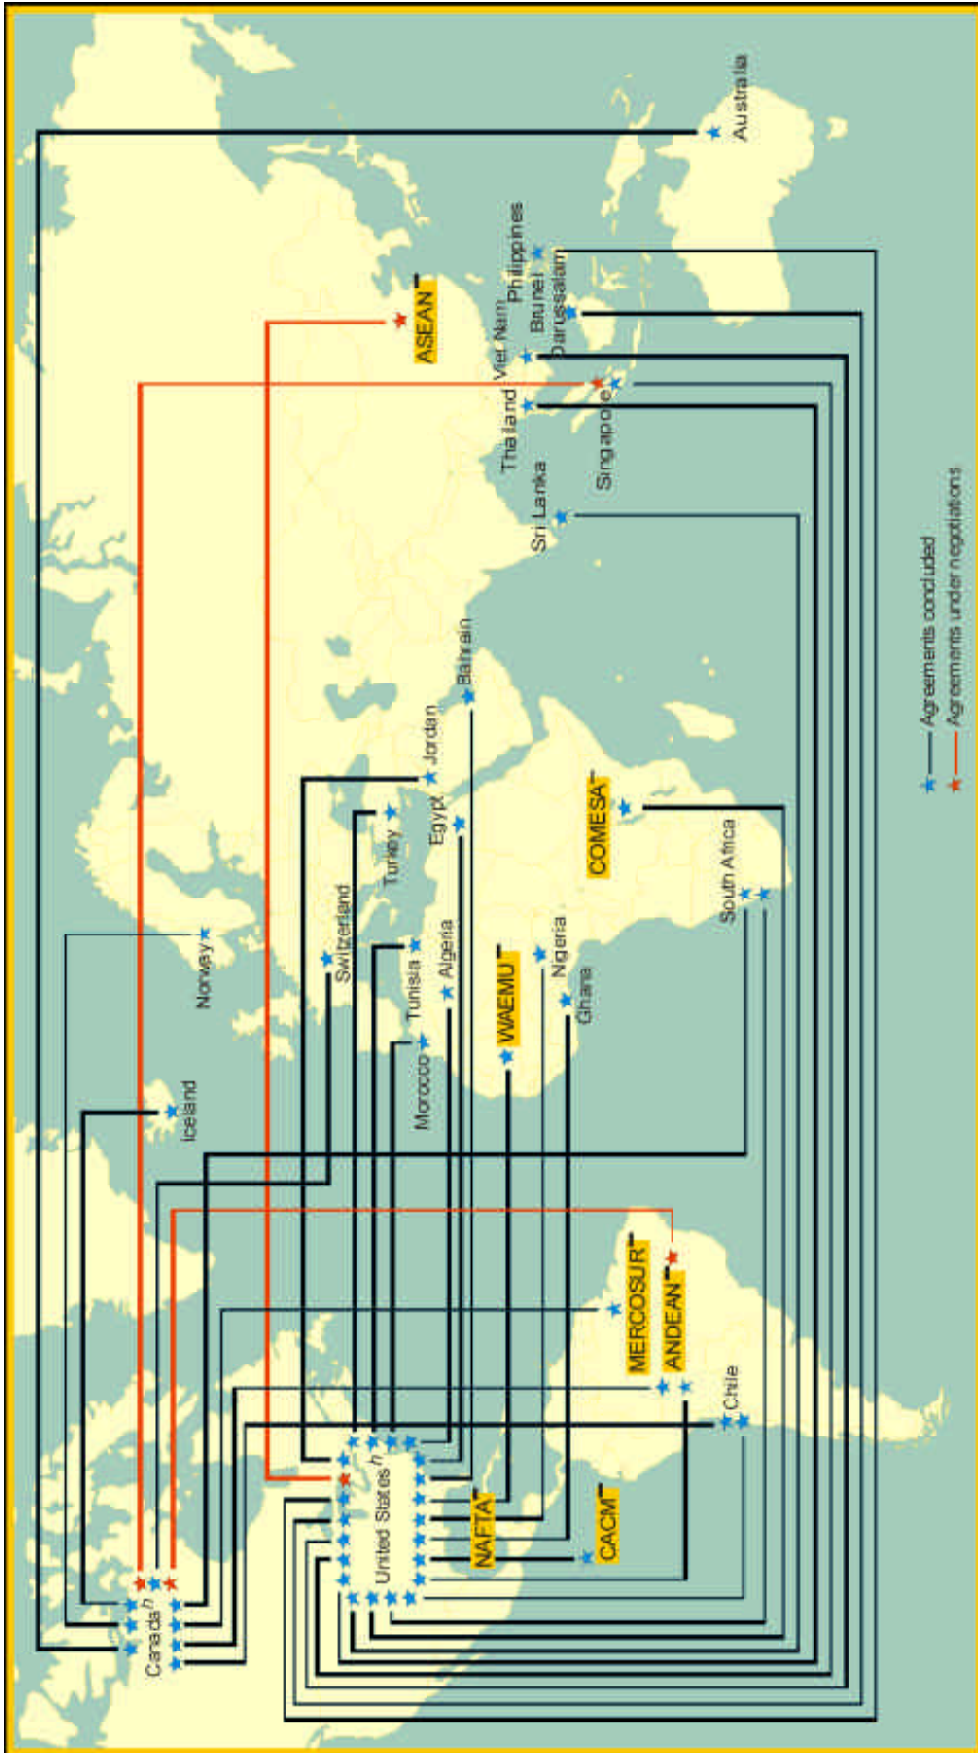 Canada h
United States h
NAFTA
CACM
MERCOSUR
ANDEAN
Chile
Iceland
Norway
Switzerland
Turkey
Jordan
Tunisia
Algeria
Egypt
Bahrain
Morocco
WAEMU
Nigeria
Ghana
COMESA
South Africa
ASEAN
Sri Lanka
Thailand
Viet Nam
Singapore
Philippines
Brunei
Darussalam
Australia
Agreements concluded
Agreements under negotiations